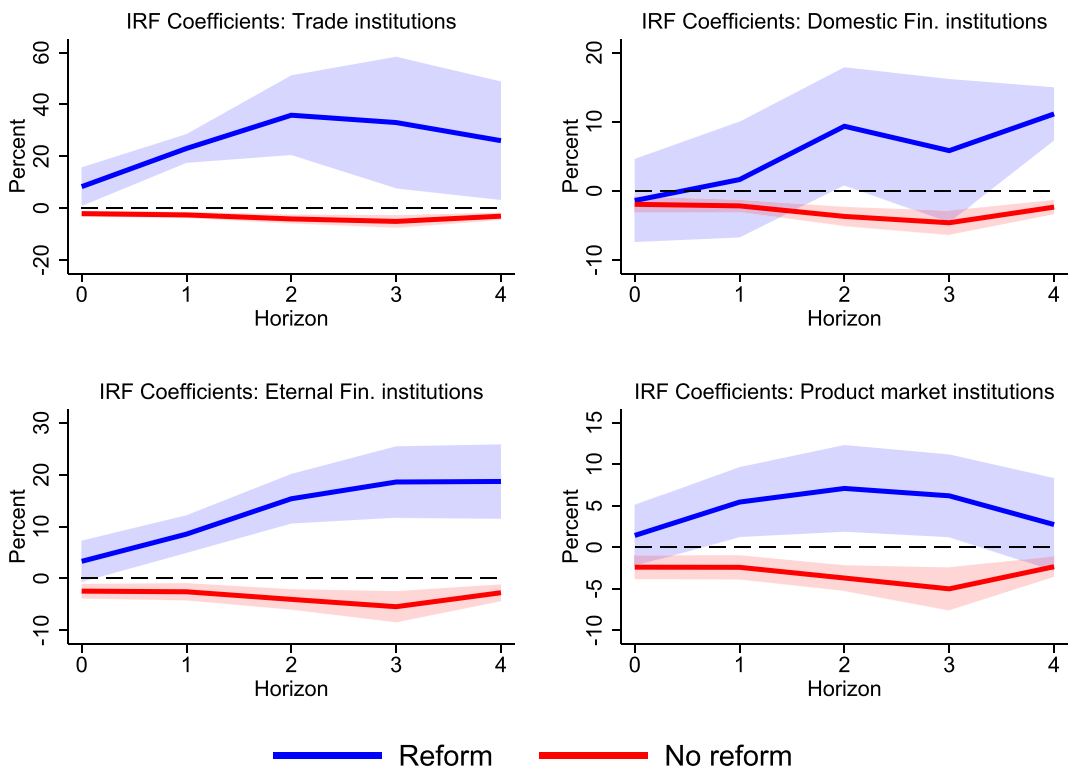 IRF Coefficients: Trade institutions
Percent
60
40
20
0
-20
0 1 2 3 4
Horizon
IRF Coefficients: Domestic Fin. institutions
Percent
20
10
0
-10
0 1 2 3 4
Horizon
IRF Coefficients: Eternal Fin. institutions
Percent
30
20
10
0
-10
0 1 2 3 4
Horizon
IRF Coefficients: Product market institutions
Percent
15
10
5
0
-5
-10
0 1 2 3 4
Horizon
Reform No reform